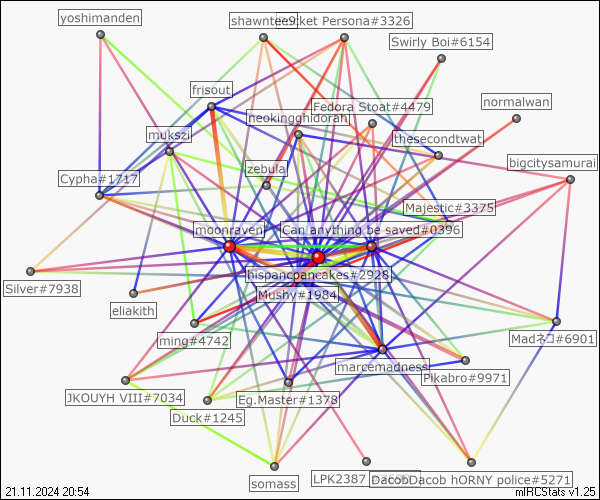 yoshimanden
shawntee
Pocket Persona#3326
Swirly Boi#6154
frisout
Fedora Stoat#4479
normalwan
neokingghidorah
mukszi
thesecondtwat
bigcitysamurai
zebula
Cypha#1717
Majestic#3375
moonraven
Can anything be saved#0396
hispancpancakes#2928
Silver#7938
Mushy#1984
eliakith
ming#4742
Madネコ#6901
marcemadness
Pikabro#9971
JKOUYH VIII#7034
Eg.Master#1378
Duck#1245
somass
LPK2387
DacobDacob hORNY police#5271
21.11.2024 20:54
mIRCStats v1.25